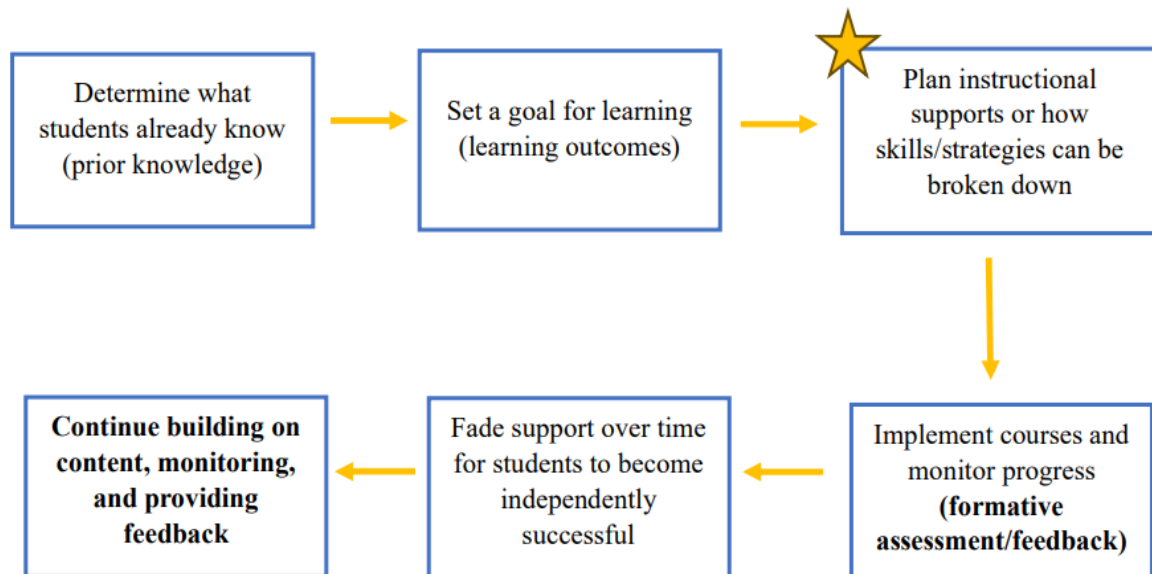 Determine what
students already know
(prior knowledge)
Set a goal for learning
(learning outcomes)
Plan instructional
supports or how
skills/strategies can be
broken down
Implement courses and
monitor progress
(formative
assessment/feedback)
Fade support over time
for students to become
independently
successful
Continue building on
content, monitoring,
and providing
feedback